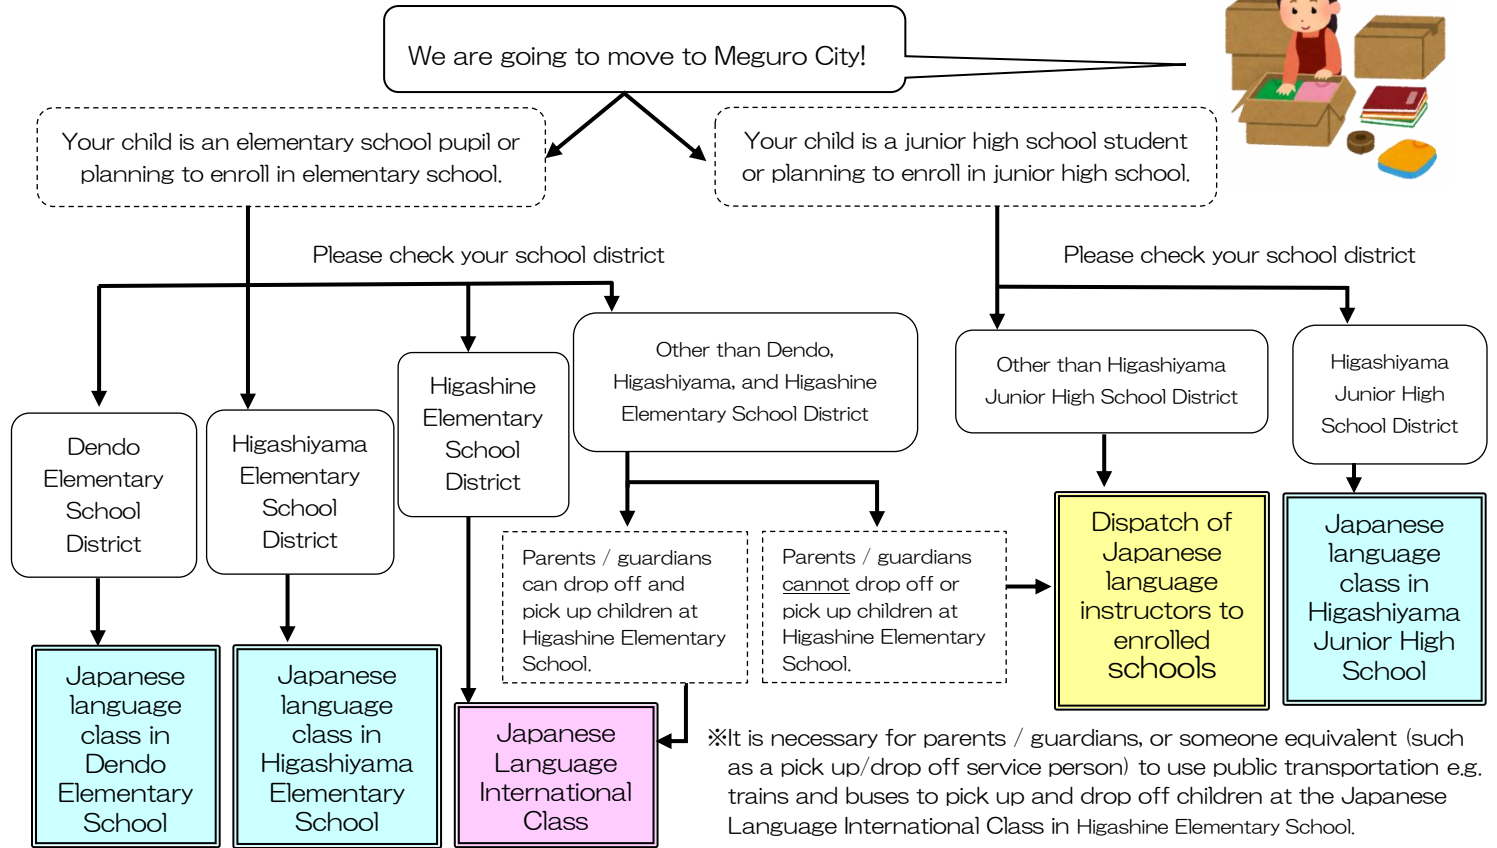 We are going to move to Meguro City!
Your child is an elementary school pupil or
planning to enroll in elementary school.
Your child is a junior high school student
or planning to enroll in junior high school.
Please check your school district
Please check your school district
Dendo
Elementary
School
District
Higashiyama
Elementary
School
District
Higashine
Elementary
School
District
Other than Dendo,
Higashiyama, and Higashine
Elementary School District
Other than Higashiyama
Junior High School District
Higashiyama
Junior High
School District
Parents / guardians
can drop off and
pick up children at
Higashine Elementary
School.
Parents / guardians
cannot drop off or
pick up children at
Higashine Elementary
School.
Dispatch of
Japanese
language
instructors to
enrolled
schools
Japanese
language
class in
Higashiyama
Junior High
School
Japanese
language
class in
Dendo
Elementary
School
Japanese
language
class in
Higashiyama
Elementary
School
Japanese
Language
International
Class
※It is necessary for parents / guardians, or someone equivalent (such
as a pick up/drop off service person) to use public transportation e.g.
trains and buses to pick up and drop off children at the Japanese
Language International Class in Higashine Elementary School.